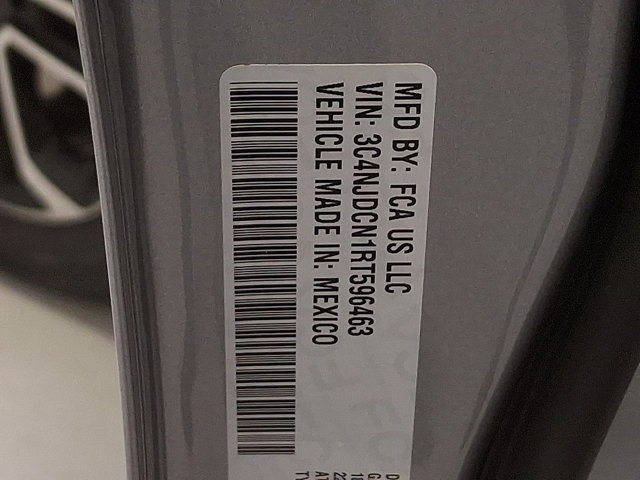 MFD BY: FCA US LLC
VIN: 3C4NJDCN1RT596463
VEHICLE MADE IN: MEXICO